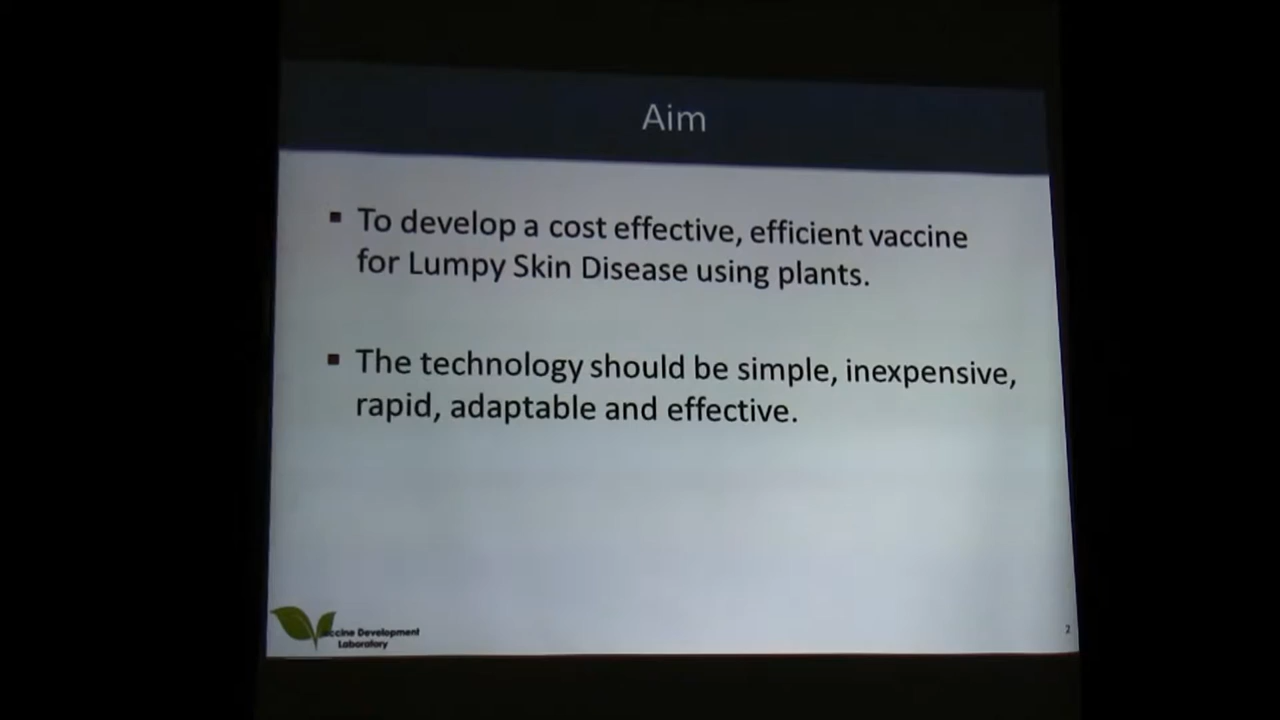 Aim
▪ To develop a cost effective, efficient vaccine
for Lumpy Skin Disease using plants.
▪ The technology should be simple, inexpensive,
rapid, adaptable and effective.
Vaccine Development
Laboratory
2